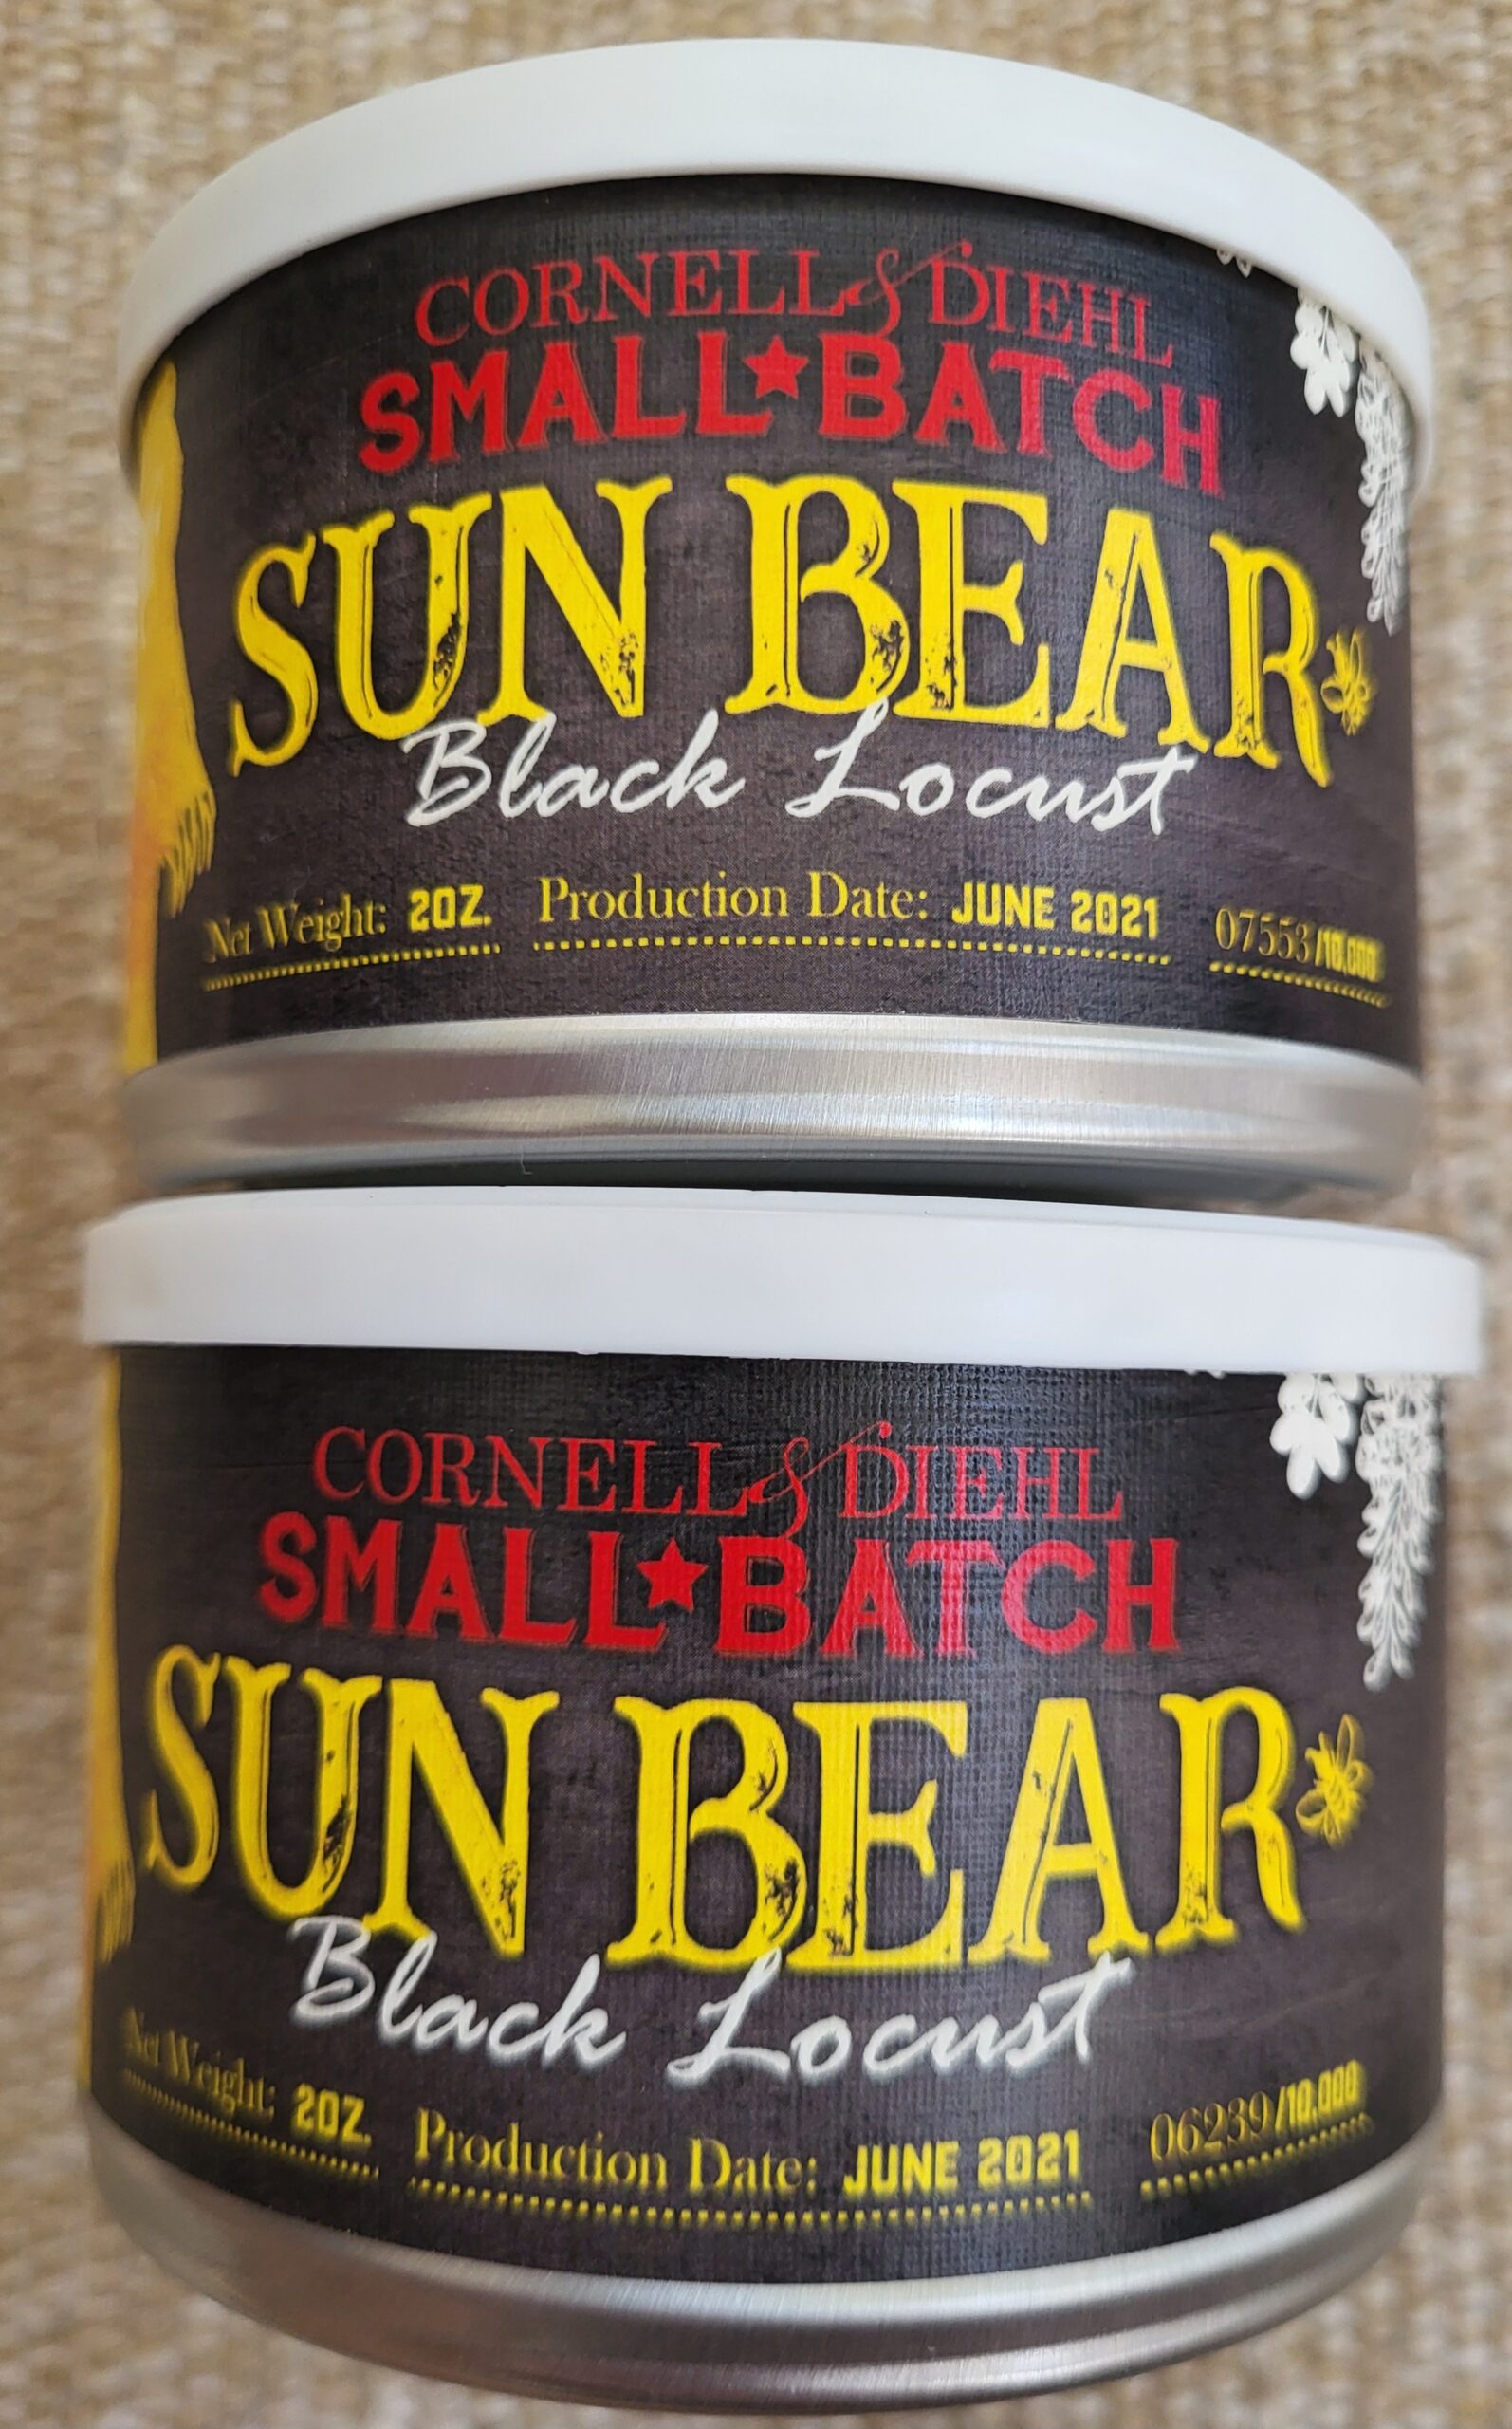 CORNELL & DIEHL
SMALL★BATCH
SUN BEAR
Black Locust
Net Weight: 2OZ. Production Date: JUNE 2021 07553/10,000
CORNELL & DIEHL
SMALL★BATCH
SUN BEAR
Black Locust
Net Weight: 2OZ. Production Date: JUNE 2021 06239/10,000